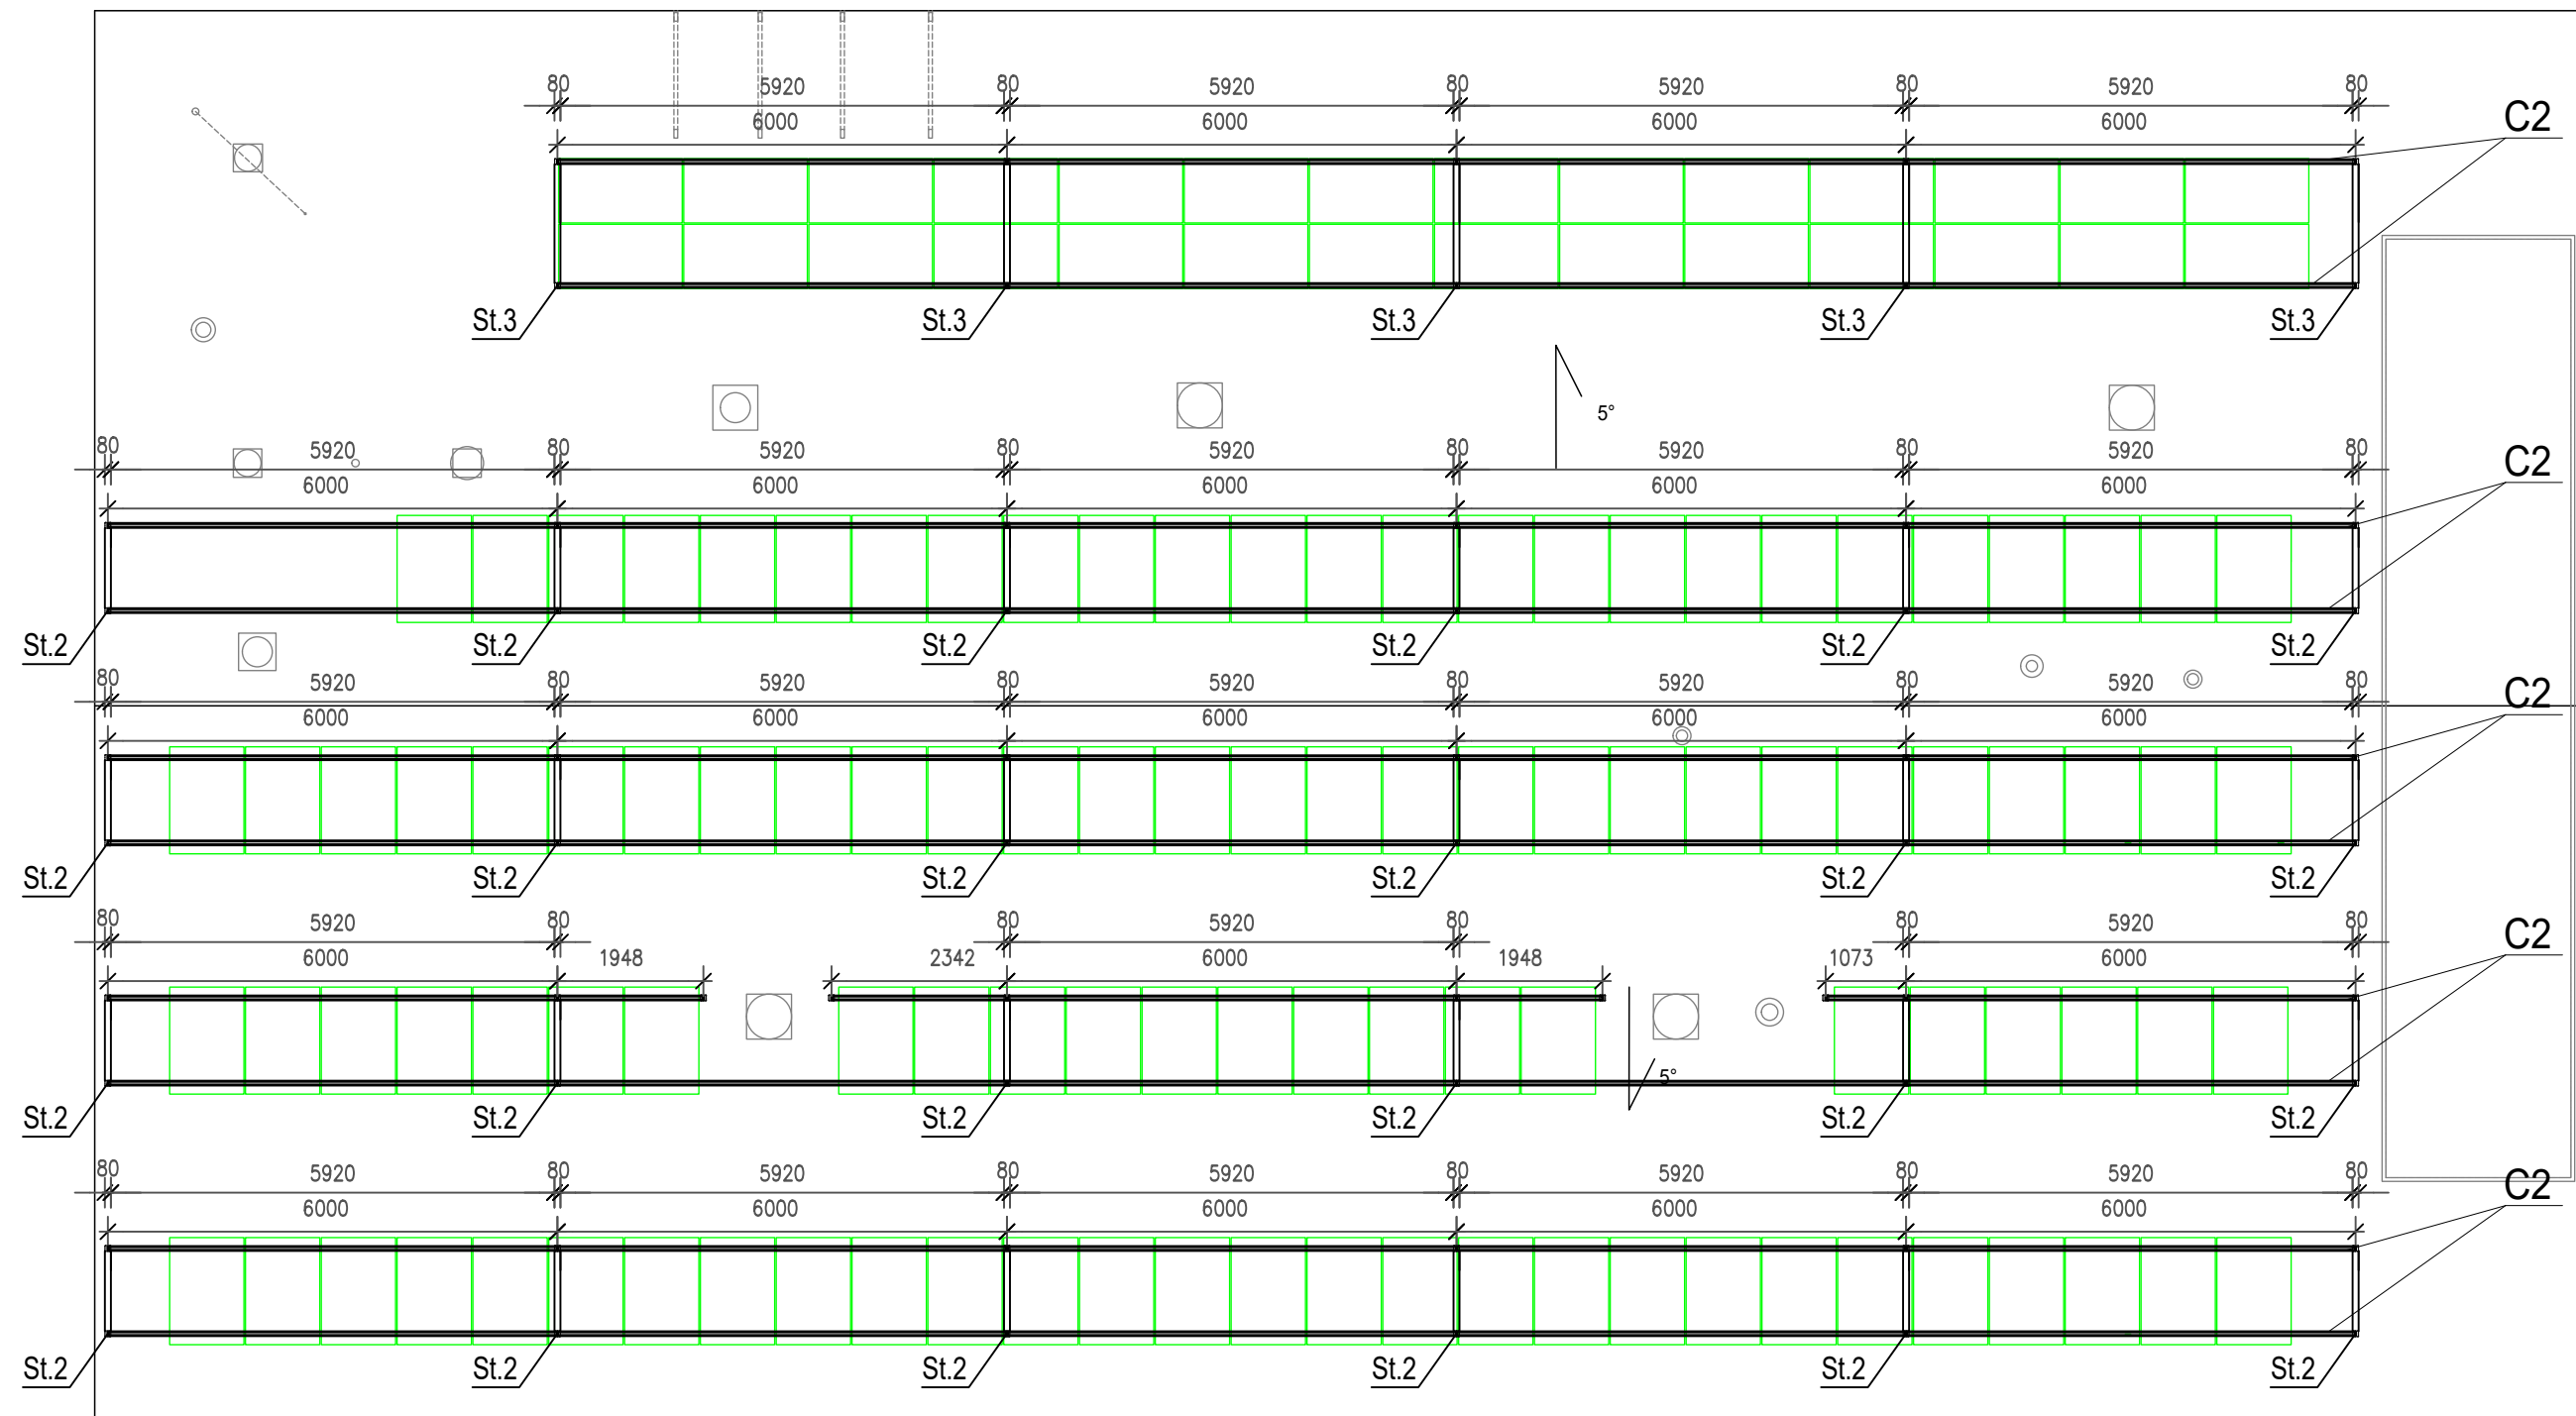 80 5920 80 5920 80 5920 80 5920 80
C2
6000 6000 6000 6000
St.3 St.3 St.3 St.3 St.3
5°
80 5920 80 5920 80 5920 80 5920 80 5920 80
C2
6000 6000 6000 6000 6000
St.2 St.2 St.2 St.2 St.2 St.2
80 5920 80 5920 80 5920 80 5920 80 5920 80
C2
6000 6000 6000 6000 6000
St.2 St.2 St.2 St.2 St.2 St.2
80 5920 80 80 5920 80 80 5920 80
C2
6000 1948 2342 6000 1948 1073 6000
5°
St.2 St.2 St.2 St.2 St.2 St.2
80 5920 80 5920 80 5920 80 5920 80 5920 80
C2
6000 6000 6000 6000 6000
St.2 St.2 St.2 St.2 St.2 St.2